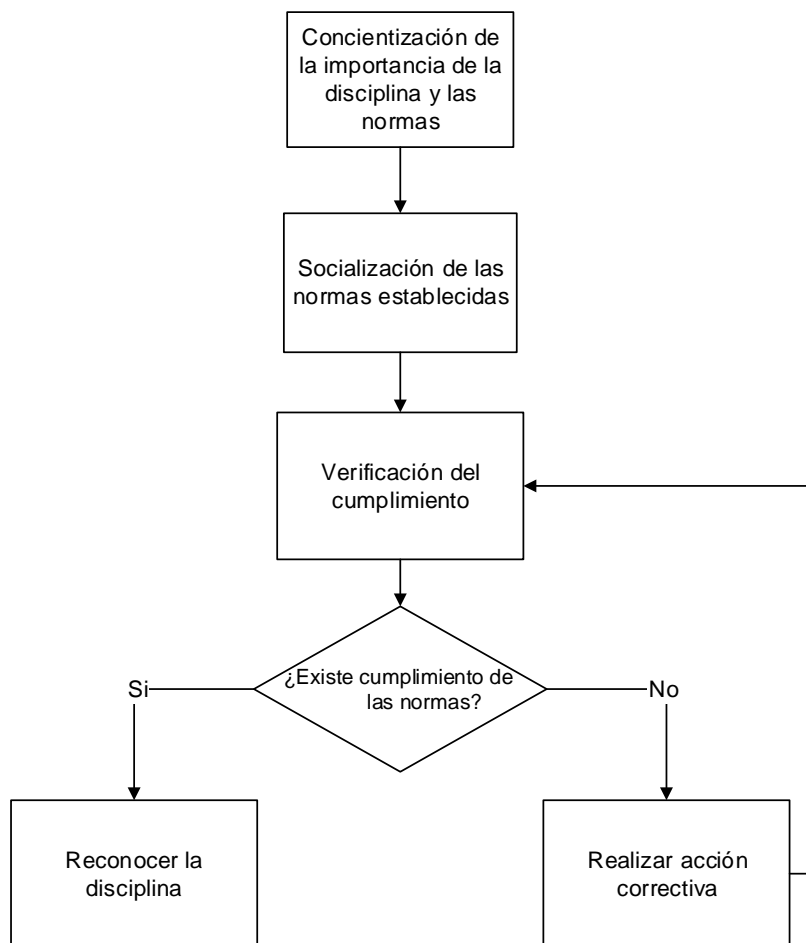 Concientización de
la importancia de la
disciplina y las
normas
Socialización de las
normas establecidas
Verificación del
cumplimiento
¿Existe cumplimiento de
las normas?
Si
No
Reconocer la
disciplina
Realizar acción
correctiva